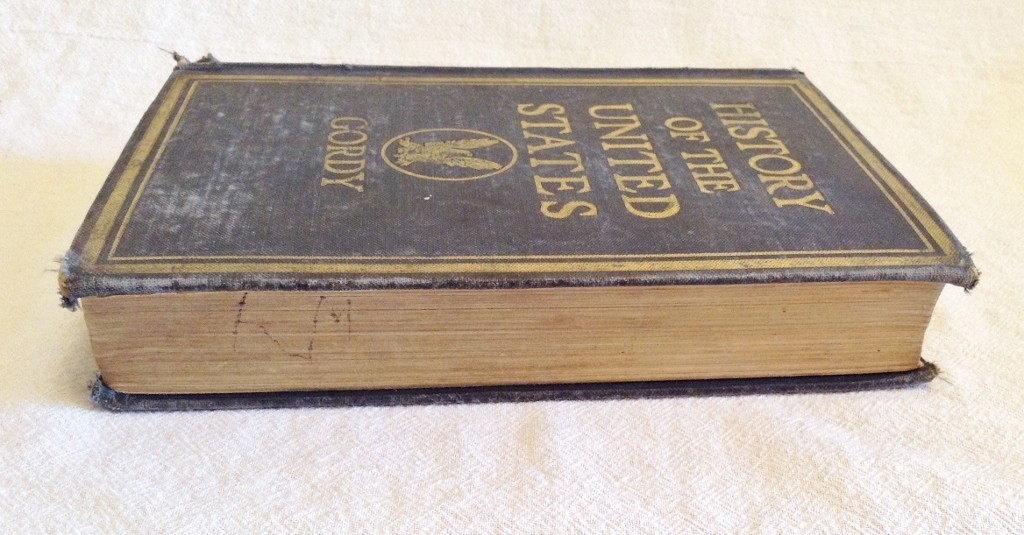 HISTORY
OF THE
UNITED
STATES
GORDY